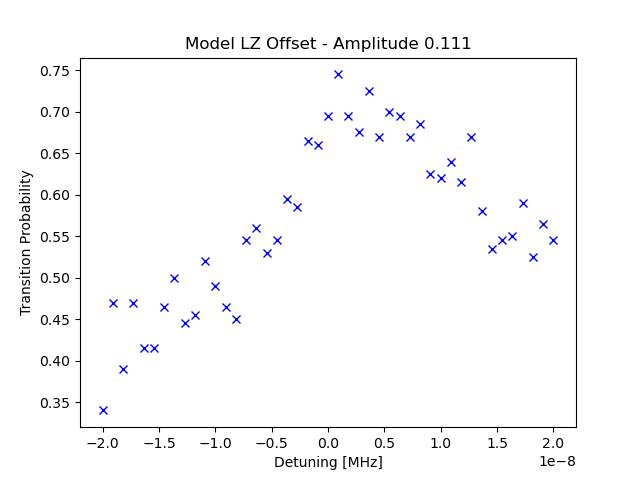 Model LZ Offset - Amplitude 0.111
0.75
0.70
0.65
0.60
0.55
0.50
0.45
0.40
0.35
Transition Probability
−2.0 −1.5 −1.0 −0.5 0.0 0.5 1.0 1.5 2.0
Detuning [MHz]
1e−8